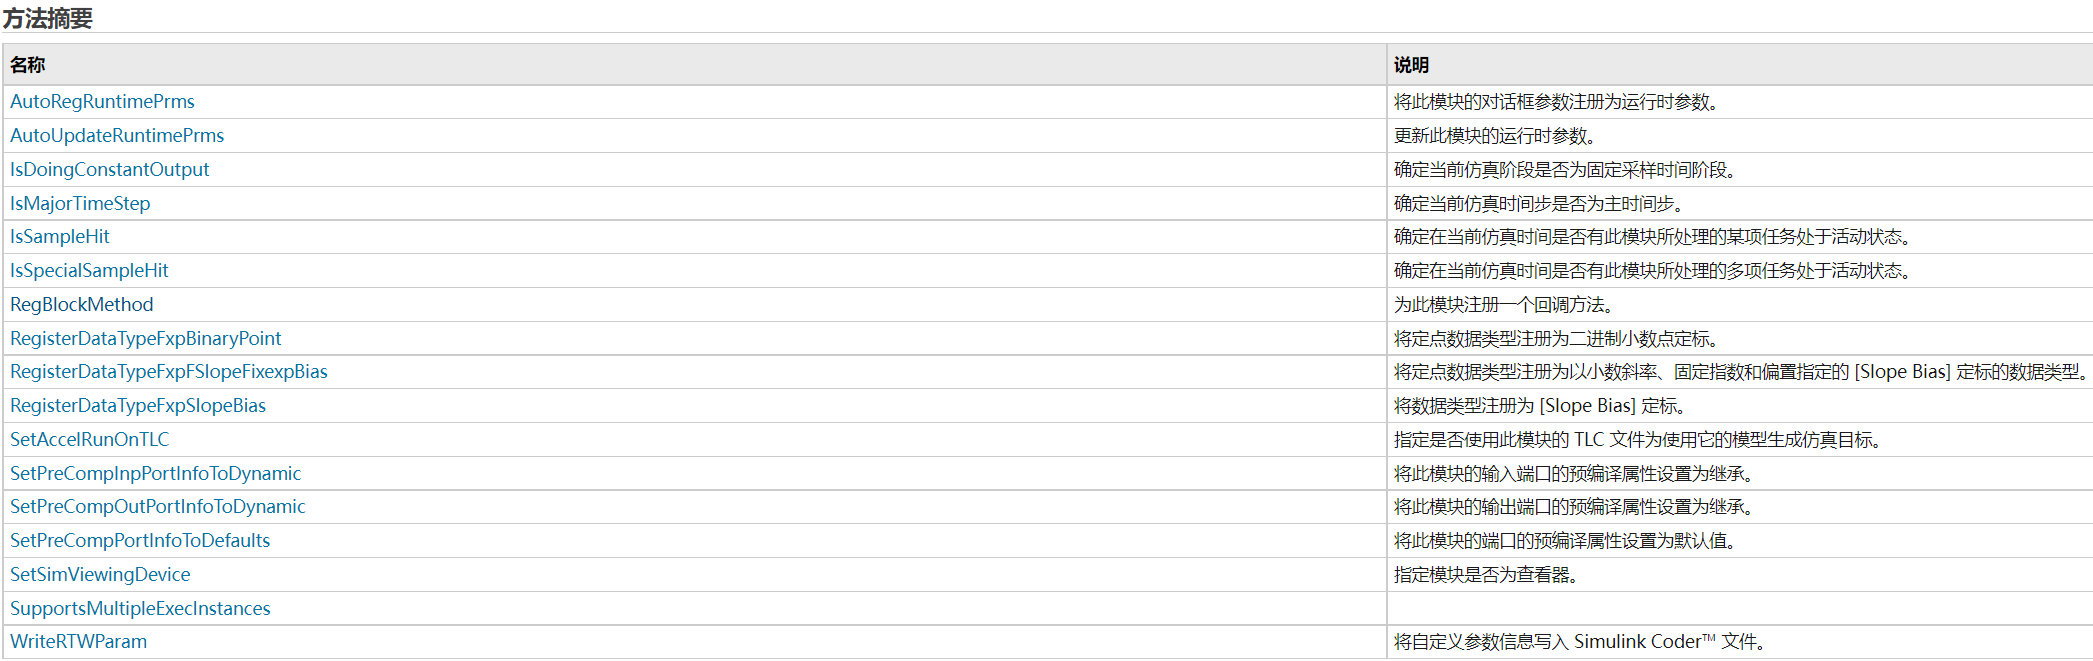 方法摘要
名称 说明
AutoRegRuntimePrms 将此模块的对话框参数注册为运行时参数。
AutoUpdateRuntimePrms 更新此模块的运行时参数。
IsDoingConstantOutput 确定当前仿真阶段是否为固定采样时间阶段。
IsMajorTimeStep 确定当前仿真时间步是否为主时间步。
IsSampleHit 确定在当前仿真时间是否有此模块所处理的某项任务处于活动状态。
IsSpecialSampleHit 确定在当前仿真时间是否有此模块所处理的多项任务处于活动状态。
RegBlockMethod 为此模块注册一个回调方法。
RegisterDataTypeFxpBinaryPoint 将定点数据类型注册为二进制小数点定标。
RegisterDataTypeFxpFSlopeFixexpBias 将定点数据类型注册为以小数斜率、固定指数和偏置指定的 [Slope Bias] 定标的数据类型。
RegisterDataTypeFxpSlopeBias 将数据类型注册为 [Slope Bias] 定标。
SetAccelRunOnTLC 指定是否使用此模块的 TLC 文件为使用它的模型生成仿真目标。
SetPreCompInpPortInfoToDynamic 将此模块的输入端口的预编译属性设置为继承。
SetPreCompOutPortInfoToDynamic 将此模块的输出端口的预编译属性设置为继承。
SetPreCompPortInfoToDefaults 将此模块的端口的预编译属性设置为默认值。
SetSimViewingDevice 指定模块是否为查看器。
SupportsMultipleExecInstances
WriteRTWParam 将自定义参数信息写入 Simulink Coder™ 文件。